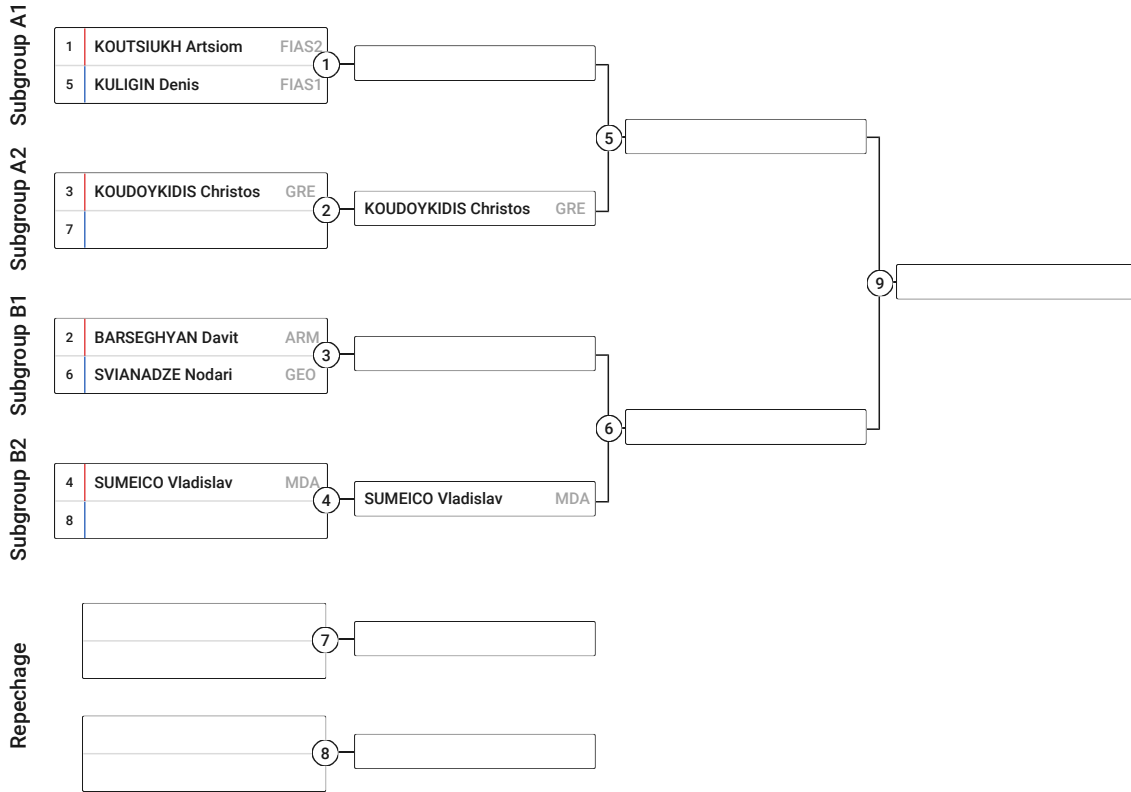 Subgroup A1
1 KOUTSIUKH Artsiom FIAS2
5 KULIGIN Denis FIAS1
1
5
Subgroup A2
3 KOUDOYKIDIS Christos GRE
7
2
KOUDOYKIDIS Christos GRE
9
Subgroup B1
2 BARSEGHYAN Davit ARM
6 SVIANADZE Nodari GEO
3
6
Subgroup B2
4 SUMEICO Vladislav MDA
8
4
SUMEICO Vladislav MDA
Repechage
7
8